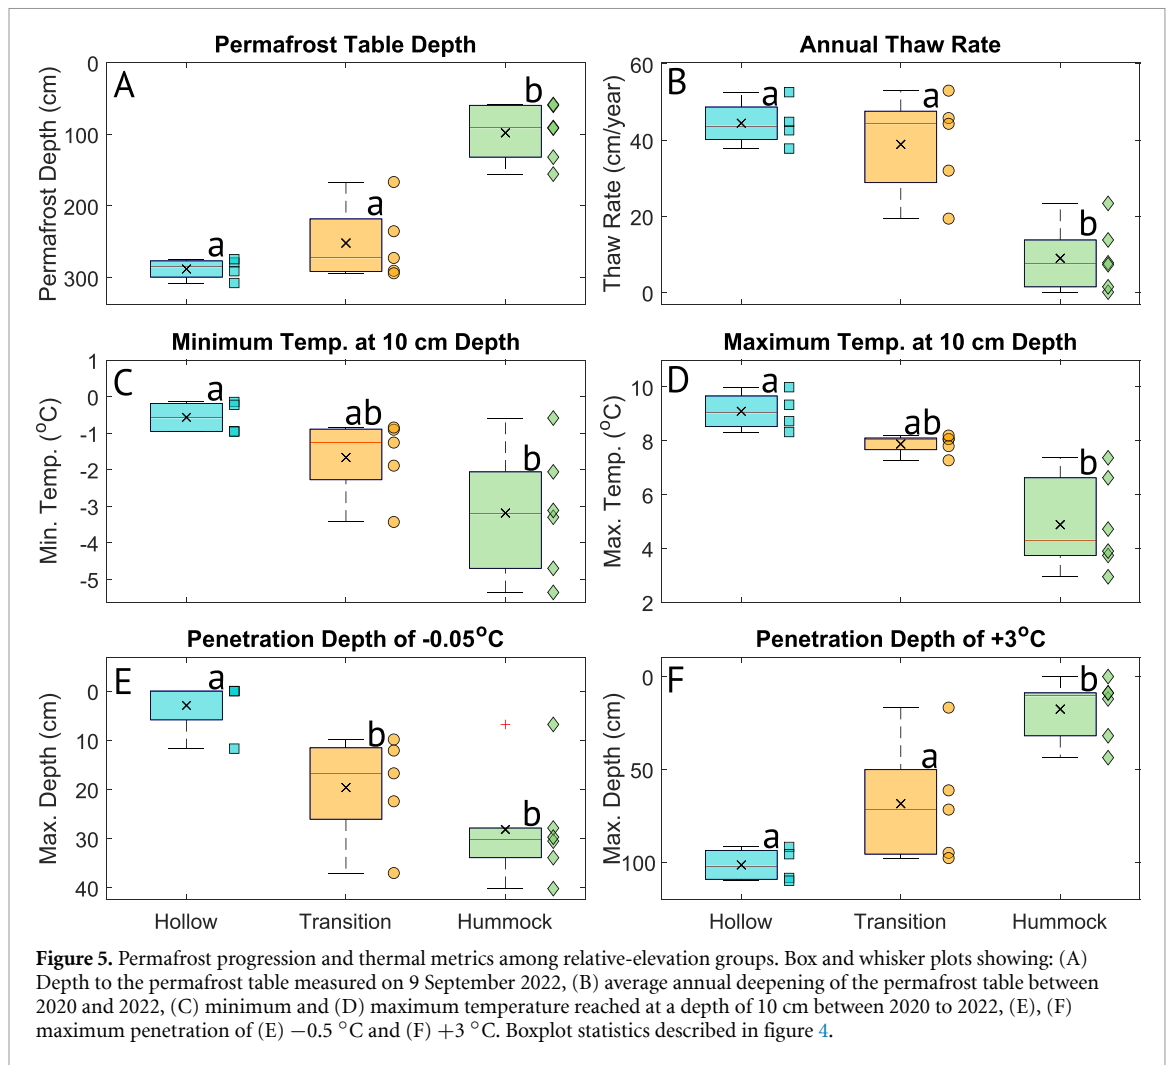 Permafrost Table Depth
A
Permafrost Depth (cm)
0
100
200
300
a
a
b
Annual Thaw Rate
B
Thaw Rate (cm/year)
60
40
20
0
a
a
b
Minimum Temp. at 10 cm Depth
C
Min. Temp. (°C)
1
0
-1
-2
-3
-4
-5
a
ab
b
Maximum Temp. at 10 cm Depth
D
Max. Temp. (°C)
10
8
6
4
2
a
ab
b
Penetration Depth of -0.05°C
E
Max. Depth (cm)
0
10
20
30
40
a
b
b
Hollow Transition Hummock
Penetration Depth of +3°C
F
Max. Depth (cm)
0
50
100
a
a
b
Hollow Transition Hummock
Figure 5. Permafrost progression and thermal metrics among relative-elevation groups. Box and whisker plots showing: (A)
Depth to the permafrost table measured on 9 September 2022, (B) average annual deepening of the permafrost table between
2020 and 2022, (C) minimum and (D) maximum temperature reached at a depth of 10 cm between 2020 to 2022, (E), (F)
maximum penetration of (E) −0.5 °C and (F) +3 °C. Boxplot statistics described in figure 4.